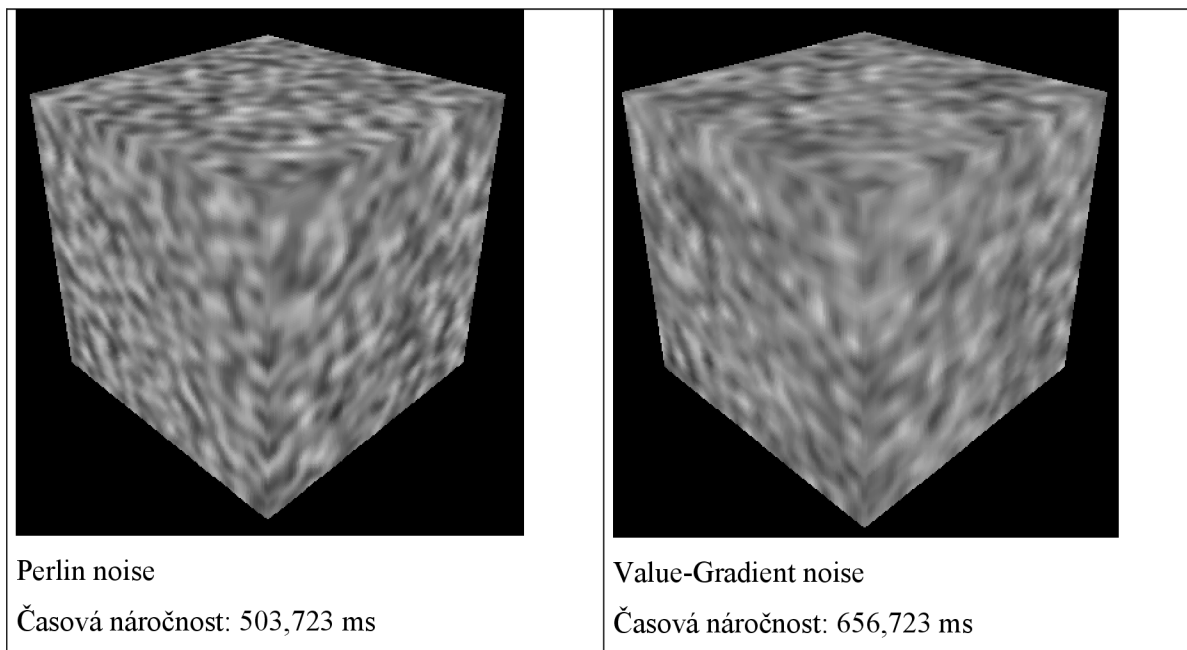 Perlin noise
Časová náročnost: 503,723 ms
Value-Gradient noise
Časová náročnost: 656,723 ms